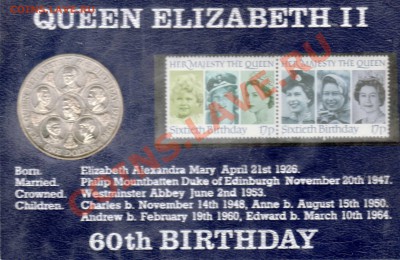 QUEEN ELIZABETH II
HER MAJESTY THE QUEEN HER MAJESTY THE QUEEN
Sixtieth Birthday 17p Sixtieth Birthday 17p
Born. Elizabeth Alexandra Mary April 21st 1926.
Married. Philip Mountbatten Duke of Edinburgh November 20th 1947.
Crowned. Westminster Abbey June 2nd 1953.
Children. Charles b. November 14th 1948, Anne b. August 15th 1950.
Andrew b. February 19th 1960, Edward b. March 10th 1964.
60th BIRTHDAY
COINS.LAVE.RU